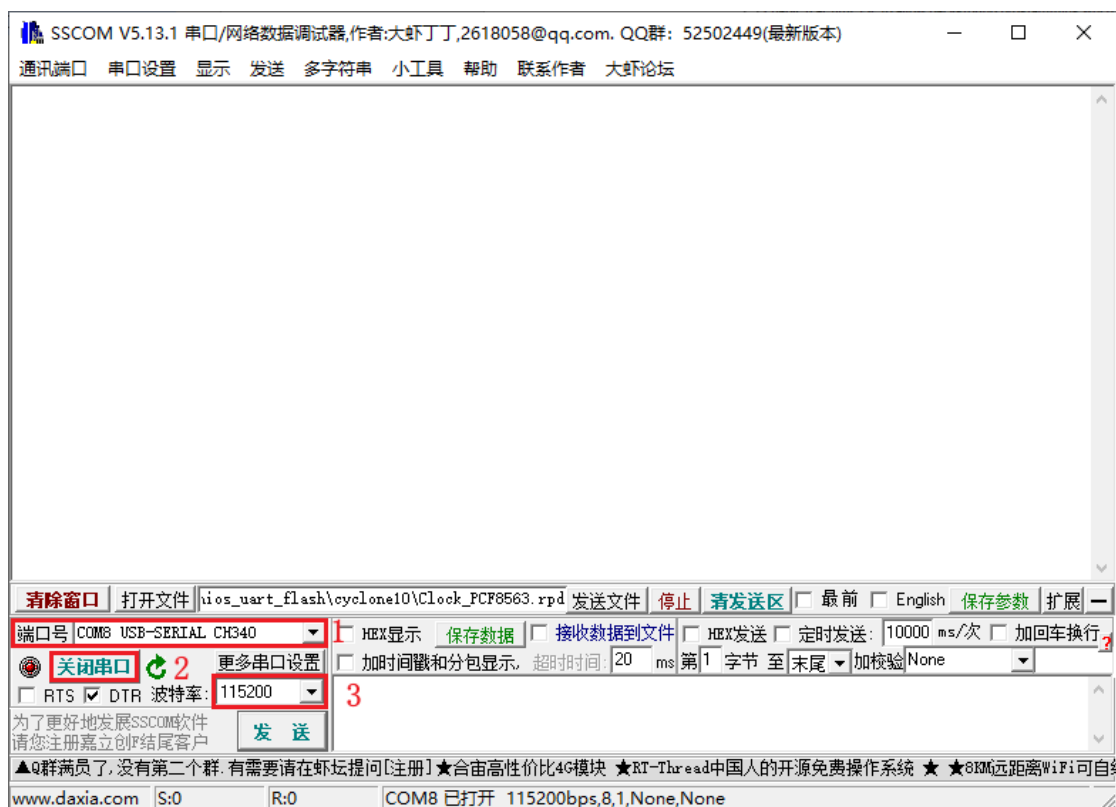 SSCOM V5.13.1 串口/网络数据调试器,作者:大虾丁丁,2618058@qq.com. QQ群: 52502449(最新版本)
通讯端口 串口设置 显示 发送 多字符串 小工具 帮助 联系作者 大虾论坛
清除窗口 打开文件 ios_uart_flash\cyclone10\Clock_PCF8563.rpd 发送文件 停止 清发送区 最前 English 保存参数 扩展 —
端口号 COM8 USB-SERIAL CH340 1 HEX显示 保存数据 接收数据到文件 HEX发送 定时发送: 10000 ms/次 加回车换行 ?
关闭串口 2 更多串口设置 加时间戳和分包显示, 超时时间: 20 ms 第1 字节 至 末尾 加校验 None
RTS DTR 波特率: 115200 3
为了更好地发展SSCOM软件
请您注册嘉立创F结尾客户
发 送
▲Q群满员了,没有第二个群.有需要请在虾坛提问[注册]★合宙高性价比4G模块 ★RT-Thread中国人的开源免费操作系统 ★ ★8KM远距离WiFi可自
www.daxia.com S:0 R:0 COM8 已打开 115200bps,8,1,None,None